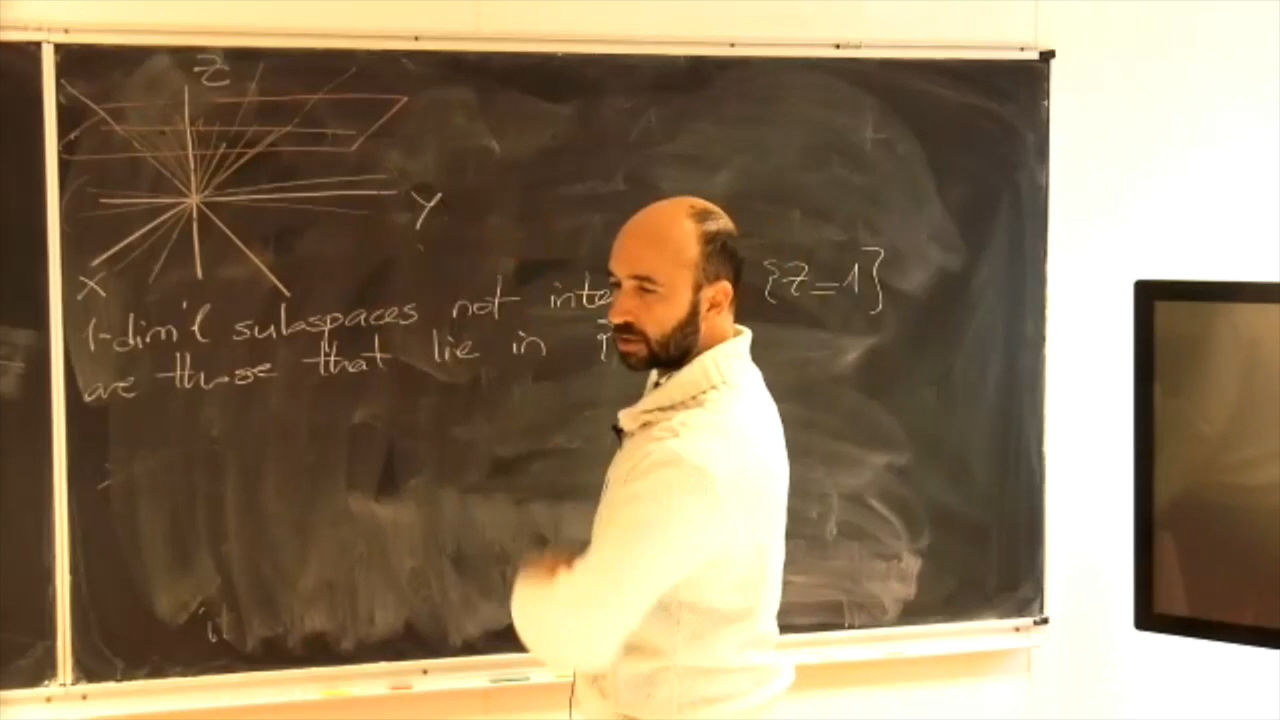 Z
Y
X
1-dim'l subspaces not inte {Z=1}
are those that lie in {